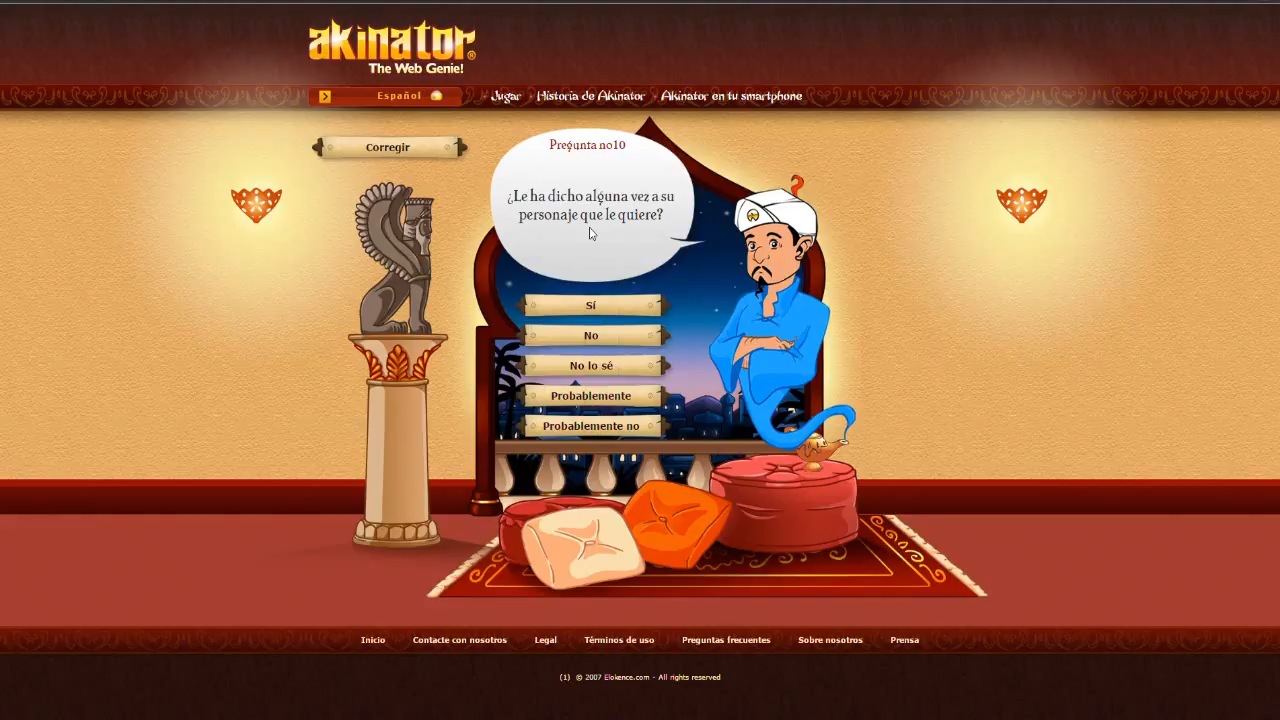 akinator®
The Web Genie!
Español
Jugar
Historia de Akinator
Akinator en tu smartphone
Corregir
Pregunta no10
¿Le ha dicho alguna vez a su
personaje que le quiere?
Sí
No
No lo sé
Probablemente
Probablemente no
Inicio
Contacte con nosotros
Legal
Términos de uso
Preguntas frecuentes
Sobre nosotros
Prensa
(1) © 2007 Elokence.com - All rights reserved